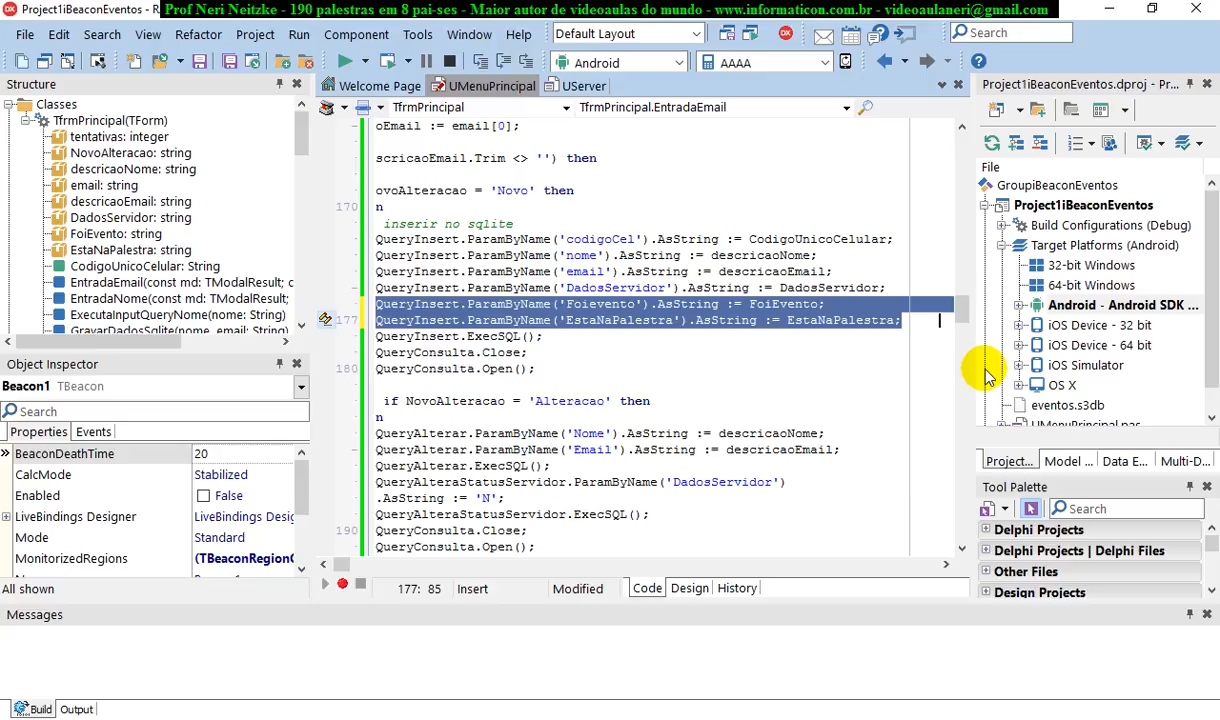 Project1iBeaconEventos - R
Prof Neri Neitzke - 190 palestras em 8 pai-ses - Maior autor de videoaulas do mundo - www.informaticon.com.br - videoaulaneri@gmail.com
File Edit Search View Refactor Project Run Component Tools Window Help Default Layout Search
Android AAAA
Structure
Welcome Page UMenuPrincipal UServer
Project1iBeaconEventos.dproj - Pr...
TfrmPrincipal TfrmPrincipal.EntradaEmail
Classes
TfrmPrincipal(TForm)
tentativas: integer
NovoAlteracao: string
descricaoNome: string
email: string
descricaoEmail: string
DadosServidor: string
FoiEvento: string
EstaNaPalestra: string
CodigoUnicoCelular: String
EntradaEmail(const md: TModalResult;
EntradaNome(const md: TModalResult;
ExecutaInputQueryNome(nome: String)
GravarDadosSqlite(nome, email: String)
oEmail := email[0];
scricaoEmail.Trim <> '') then
ovoAlteracao = 'Novo' then
170 n
inserir no sqlite
QueryInsert.ParamByName('codigoCel').AsString := CodigoUnicoCelular;
QueryInsert.ParamByName('nome').AsString := descricaoNome;
QueryInsert.ParamByName('email').AsString := descricaoEmail;
QueryInsert.ParamByName('DadosServidor').AsString := DadosServidor;
QueryInsert.ParamByName('Foievento').AsString := FoiEvento;
177 QueryInsert.ParamByName('EstaNaPalestra').AsString := EstaNaPalestra;
QueryInsert.ExecSQL();
QueryConsulta.Close;
180 QueryConsulta.Open();
if NovoAlteracao = 'Alteracao' then
n
QueryAlterar.ParamByName('Nome').AsString := descricaoNome;
QueryAlterar.ParamByName('Email').AsString := descricaoEmail;
QueryAlterar.ExecSQL();
QueryAlteraStatusServidor.ParamByName('DadosServidor')
.AsString := 'N';
QueryAlteraStatusServidor.ExecSQL();
190 QueryConsulta.Close;
QueryConsulta.Open();
177: 85 Insert Modified Code Design History
File
GroupiBeaconEventos
Project1iBeaconEventos
Build Configurations (Debug)
Target Platforms (Android)
32-bit Windows
64-bit Windows
Android - Android SDK ...
iOS Device - 32 bit
iOS Device - 64 bit
iOS Simulator
OS X
eventos.s3db
UMenuPrincipal.pas
Project... Model ... Data E... Multi-D...
Tool Palette
Search
Delphi Projects
Delphi Projects | Delphi Files
Other Files
Design Projects
Object Inspector
Beacon1 TBeacon
Search
Properties Events
BeaconDeathTime 20
CalcMode Stabilized
Enabled False
LiveBindings Designer LiveBindings Desig
Mode Standard
MonitorizedRegions (TBeaconRegionC
All shown
Messages
Build Output